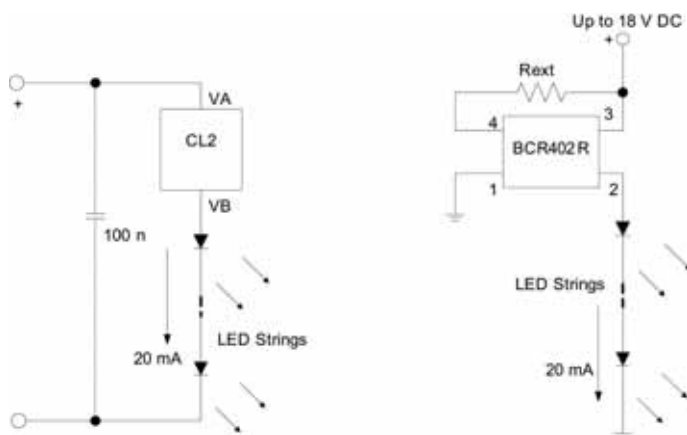 +
VA
CL2
VB
100 n
LED Strings
20 mA
Up to 18 V DC
+
Rext
4
3
BCR402R
1
2
LED Strings
20 mA